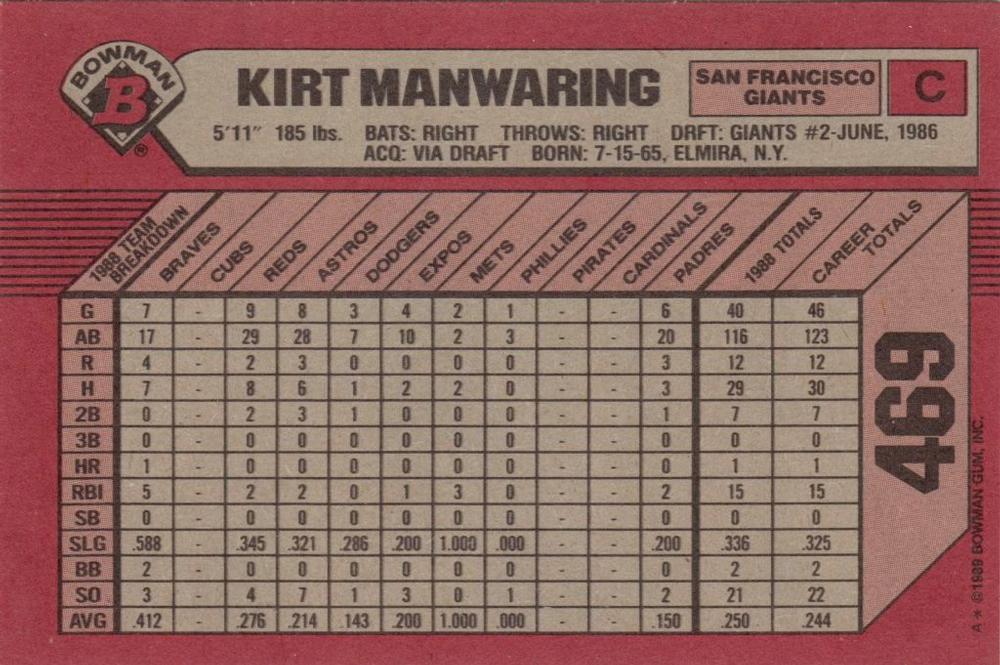 BOWMAN
B
®
KIRT MANWARING
SAN FRANCISCO
GIANTS
C
5'11" 185 lbs. BATS: RIGHT THROWS: RIGHT DRFT: GIANTS #2-JUNE, 1986
ACQ: VIA DRAFT BORN: 7-15-65, ELMIRA, N.Y.
1988 TEAM
BREAKDOWN
BRAVES
CUBS
REDS
ASTROS
DODGERS
EXPOS
METS
PHILLIES
PIRATES
CARDINALS
PADRES
1988 TOTALS
CAREER
TOTALS
G 7 - 9 8 3 4 2 1 - - 6 40 46
AB 17 - 29 28 7 10 2 3 - - 20 116 123
R 4 - 2 3 0 0 0 0 - - 3 12 12
H 7 - 8 6 1 2 2 0 - - 3 29 30
2B 0 - 2 3 1 0 0 0 - - 1 7 7
3B 0 - 0 0 0 0 0 0 - - 0 0 0
HR 1 - 0 0 0 0 0 0 - - 0 1 1
RBI 5 - 2 2 0 1 3 0 - - 2 15 15
SB 0 - 0 0 0 0 0 0 - - 0 0 0
SLG .588 - .345 .321 .286 .200 1.000 .000 - - .200 .336 .325
BB 2 - 0 0 0 0 0 0 - - 0 2 2
SO 3 - 4 7 1 3 0 1 - - 2 21 22
AVG .412 - .276 .214 .143 .200 1.000 .000 - - .150 .250 .244
469
A* ©1989 BOWMAN GUM, INC.